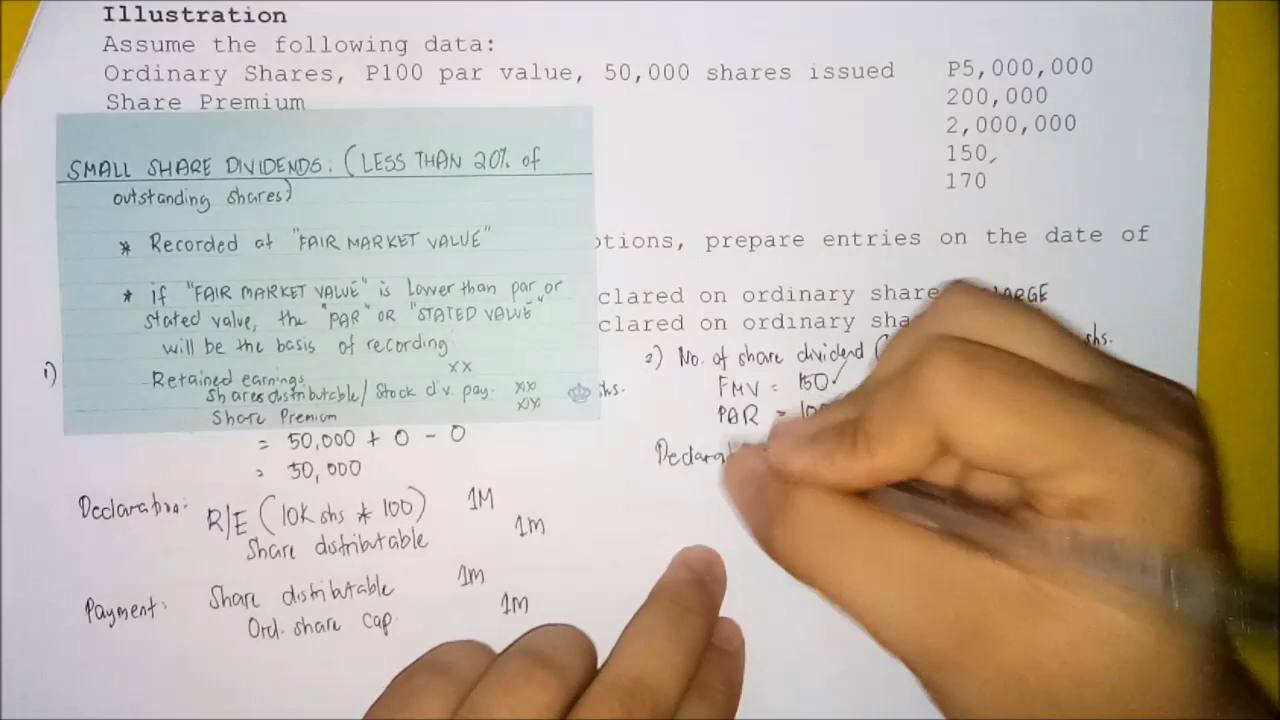 Illustration
Assume the following data:
Ordinary Shares, P100 par value, 50,000 shares issued P5,000,000
Share Premium 200,000
2,000,000
150
170
SMALL SHARE DIVIDENDS: (LESS THAN 20% of
outstanding shares)
* Recorded at "FAIR MARKET VALUE"
* if "FAIR MARKET VALUE" is lower than par or
stated value, the "PAR" OR "STATED VALUE"
will be the basis of recording
Retained earnings xx
Shares distributable/ Stock div. pay. xx
Share Premium xx
ptions, prepare entries on the date of
clared on ordinary share LARGE
clared on ordinary sha
1)
shs.
= 50,000 + 0 - 0
= 50,000
Declaration: R/E (10K shs * 100) 1M
Share distributable 1m
Payment: Share distributable 1M
Ord. share cap. 1M
2) No. of share dividend ( shs.
FMV = 150 ✓
PAR = 10
Declarat